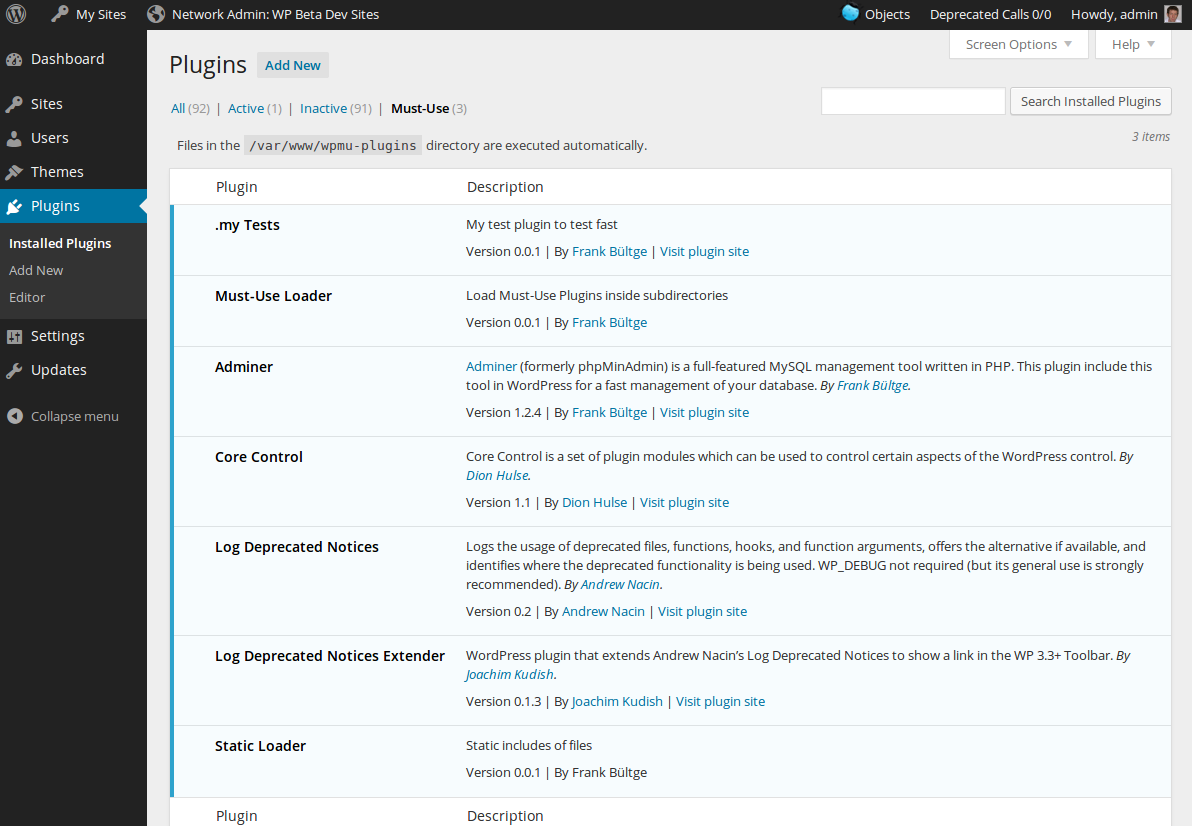 My Sites Network Admin: WP Beta Dev Sites Objects Deprecated Calls 0/0 Howdy, admin
Dashboard
Sites
Users
Themes
Plugins
Installed Plugins
Add New
Editor
Settings
Updates
Collapse menu
Screen Options Help
Plugins Add New
All (92) | Active (1) | Inactive (91) | Must-Use (3)
Search Installed Plugins
3 items
Files in the /var/www/wpmu-plugins directory are executed automatically.
Plugin Description
.my Tests
My test plugin to test fast
Version 0.0.1 | By Frank Bültge | Visit plugin site
Must-Use Loader
Load Must-Use Plugins inside subdirectories
Version 0.0.1 | By Frank Bültge
Adminer
Adminer (formerly phpMinAdmin) is a full-featured MySQL management tool written in PHP. This plugin include this
tool in WordPress for a fast management of your database. By Frank Bültge.
Version 1.2.4 | By Frank Bültge | Visit plugin site
Core Control
Core Control is a set of plugin modules which can be used to control certain aspects of the WordPress control. By
Dion Hulse.
Version 1.1 | By Dion Hulse | Visit plugin site
Log Deprecated Notices
Logs the usage of deprecated files, functions, hooks, and function arguments, offers the alternative if available, and
identifies where the deprecated functionality is being used. WP_DEBUG not required (but its general use is strongly
recommended). By Andrew Nacin.
Version 0.2 | By Andrew Nacin | Visit plugin site
Log Deprecated Notices Extender
WordPress plugin that extends Andrew Nacin’s Log Deprecated Notices to show a link in the WP 3.3+ Toolbar. By
Joachim Kudish.
Version 0.1.3 | By Joachim Kudish | Visit plugin site
Static Loader
Static includes of files
Version 0.0.1 | By Frank Bültge
Plugin Description